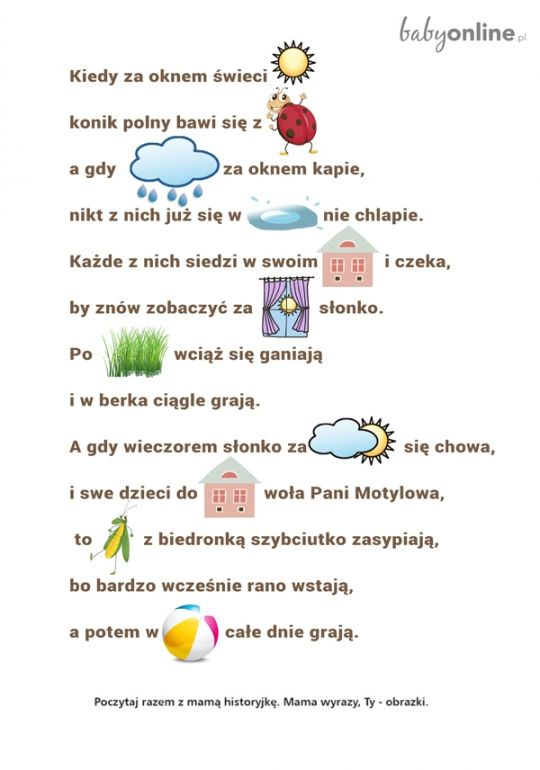 babyonline.pl
Kiedy za oknem świeci
konik polny bawi się z
a gdy za oknem kapie,
nikt z nich już się w nie chlapie.
Każde z nich siedzi w swoim i czeka,
by znów zobaczyć za słonko.
Po wciąż się ganiają
i w berka ciągle grają.
A gdy wieczorem słonko za się chowa,
i swe dzieci do woła Pani Motylowa,
to z biedronką szybciutko zasypiają,
bo bardzo wcześnie rano wstają,
a potem w całe dnie grają.
Poczytaj razem z mamą historyjkę. Mama wyrazy, Ty - obrazki.